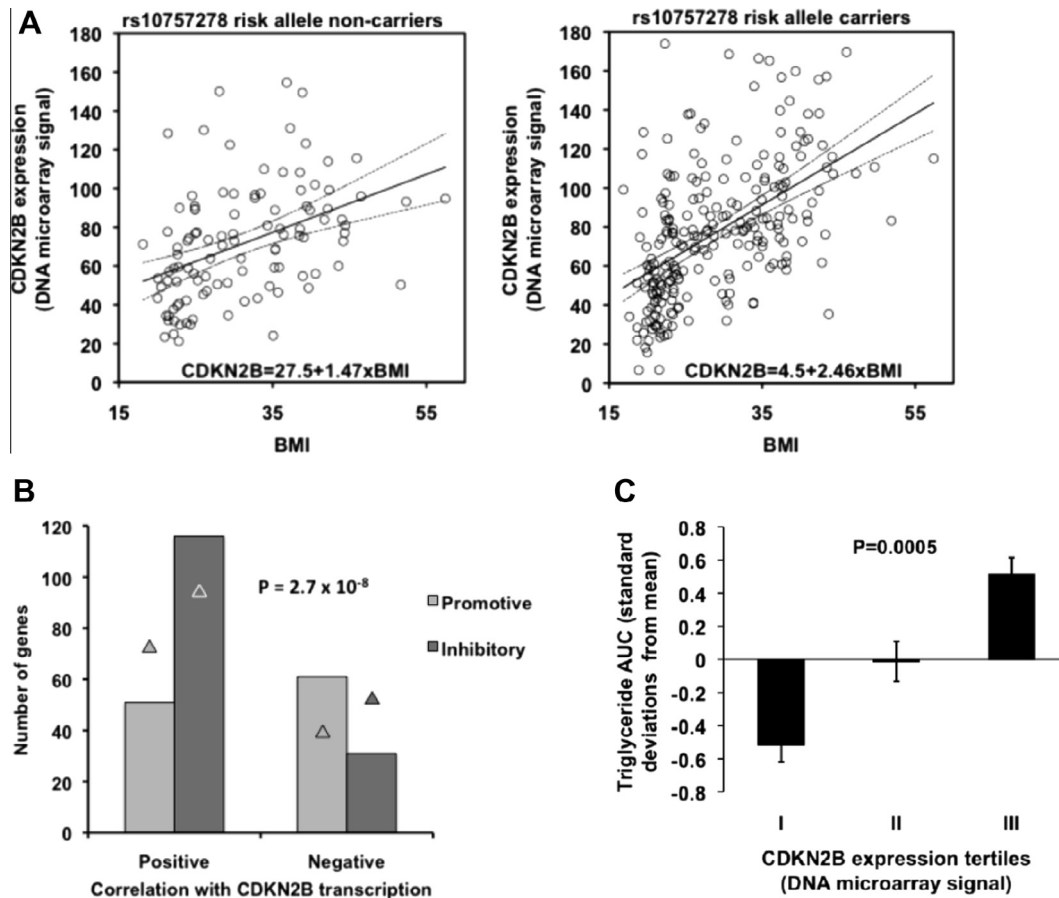 A
rs10757278 risk allele non-carriers
CDKN2B expression
(DNA microarray signal)
180
160
140
120
100
80
60
40
20
0
CDKN2B=27.5+1.47xBMI
15
35
55
BMI
rs10757278 risk allele carriers
CDKN2B expression
(DNA microarray signal)
180
160
140
120
100
80
60
40
20
0
CDKN2B=4.5+2.46xBMI
15
35
55
BMI
B
Number of genes
120
100
80
60
40
20
0
P = 2.7 x 10-8
Promotive
Inhibitory
Positive
Negative
Correlation with CDKN2B transcription
C
Triglyceride AUC (standard
deviations from mean)
0.8
0.6
0.4
0.2
0
-0.2
-0.4
-0.6
-0.8
P=0.0005
I
II
III
CDKN2B expression tertiles
(DNA microarray signal)